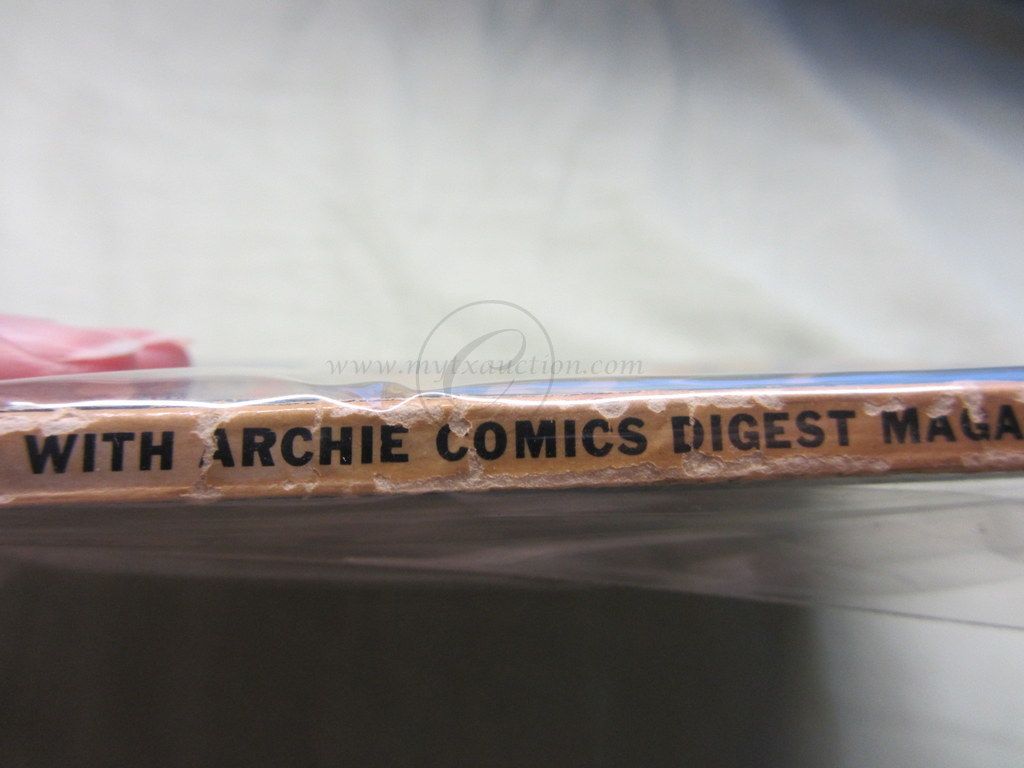 www.mytxauction.com
WITH ARCHIE COMICS DIGEST MAGA